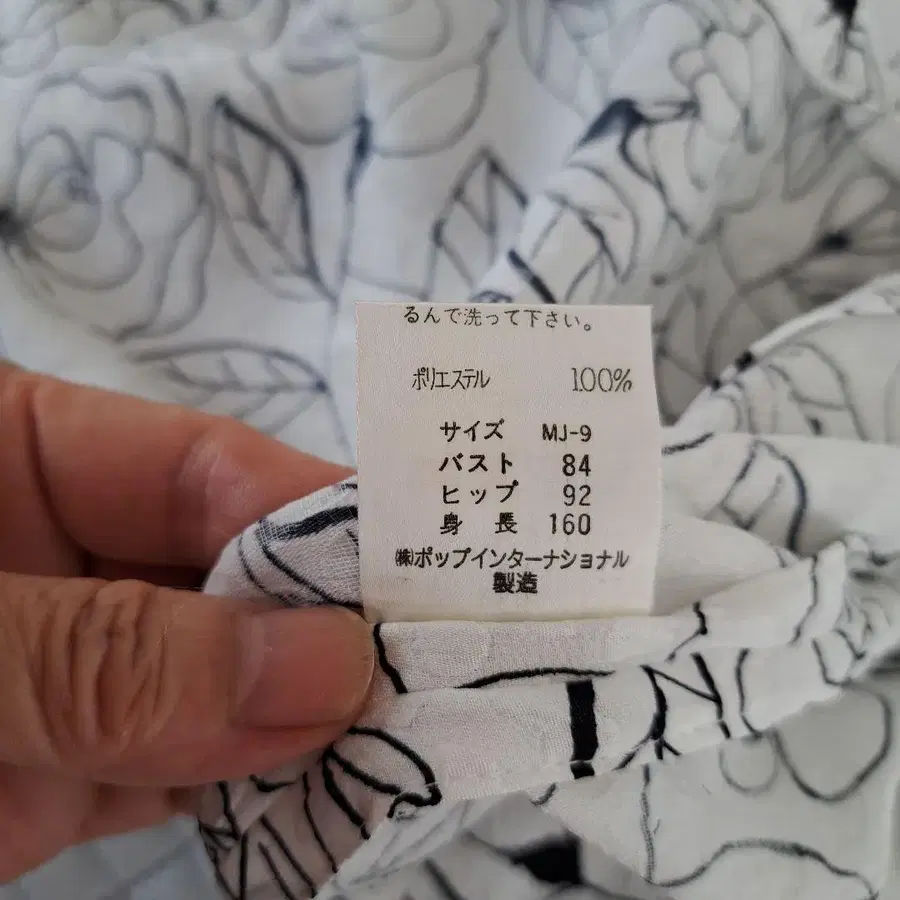 るんで洗って下さい。
ポリエステル 100%
サイズ MJ-9
バスト 84
ヒップ 92
身長 160
㈱ポップインターナショナル
製造